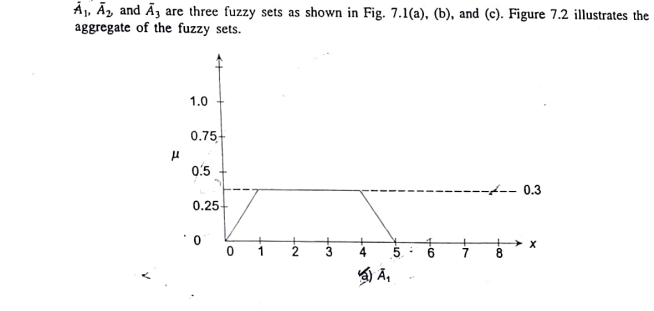 Ã₁, Ã₂, and Ã₃ are three fuzzy sets as shown in Fig. 7.1(a), (b), and (c). Figure 7.2 illustrates the
aggregate of the fuzzy sets.
1.0
0.75
μ
0.5
0.3
0.25
0
0 1 2 3 4 5 6 7 8 x
a) Ã₁